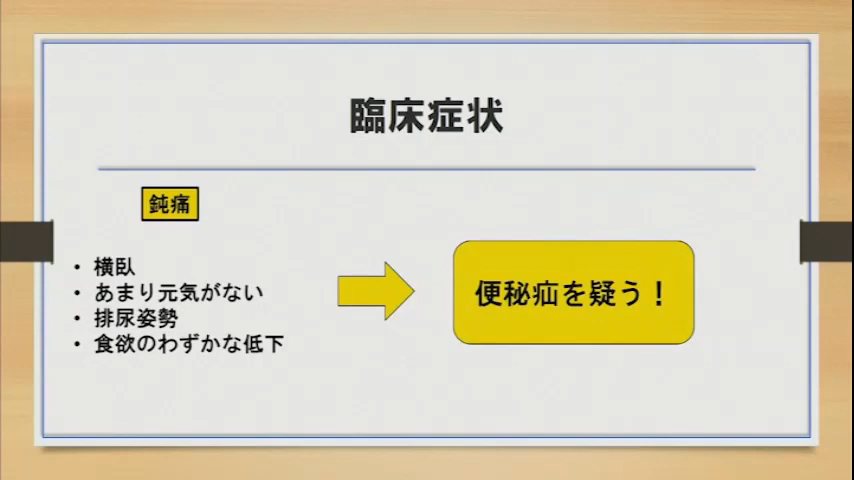 臨床症状
鈍痛
• 横臥
• あまり元気がない
• 排尿姿勢
• 食欲のわずかな低下
便秘疝を疑う！